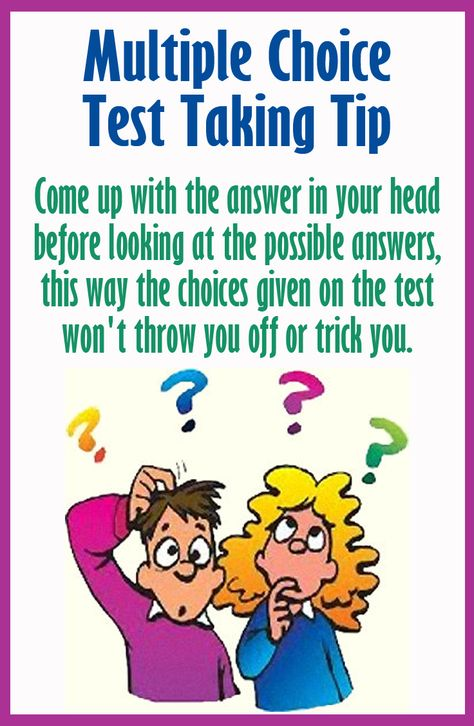 Multiple Choice
Test Taking Tip
Come up with the answer in your head
before looking at the possible answers,
this way the choices given on the test
won't throw you off or trick you.
? ? ? ?